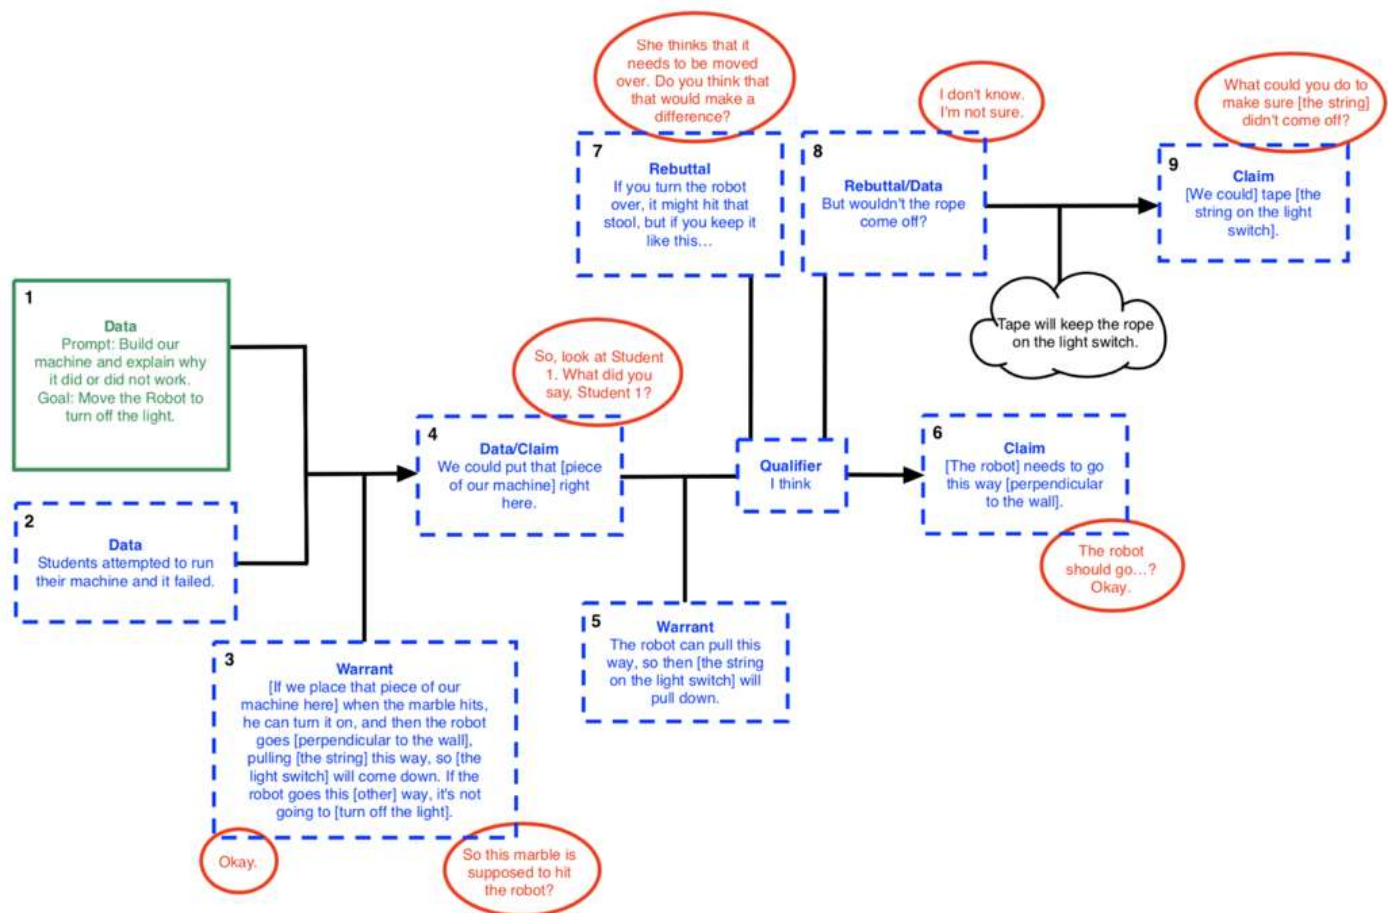 She thinks that it
needs to be moved
over. Do you think that
that would make a
difference?
I don't know.
I'm not sure.
What could you do to
make sure [the string]
didn't come off?
7
Rebuttal
If you turn the robot
over, it might hit that
stool, but if you keep it
like this...
8
Rebuttal/Data
But wouldn't the rope
come off?
9
Claim
[We could] tape [the
string on the light
switch].
Tape will keep the rope
on the light switch.
1
Data
Prompt: Build our
machine and explain why
it did or did not work.
Goal: Move the Robot to
turn off the light.
So, look at Student
1. What did you
say, Student 1?
4
Data/Claim
We could put that [piece
of our machine] right
here.
Qualifier
I think
6
Claim
[The robot] needs to go
this way [perpendicular
to the wall].
2
Data
Students attempted to run
their machine and it failed.
The robot
should go...?
Okay.
5
Warrant
The robot can pull this
way, so then [the string
on the light switch] will
pull down.
3
Warrant
[If we place that piece of our
machine here] when the marble hits,
he can turn it on, and then the robot
goes [perpendicular to the wall],
pulling [the string] this way, so [the
light switch] will come down. If the
robot goes this [other] way, it's not
going to [turn off the light].
Okay.
So this marble is
supposed to hit
the robot?